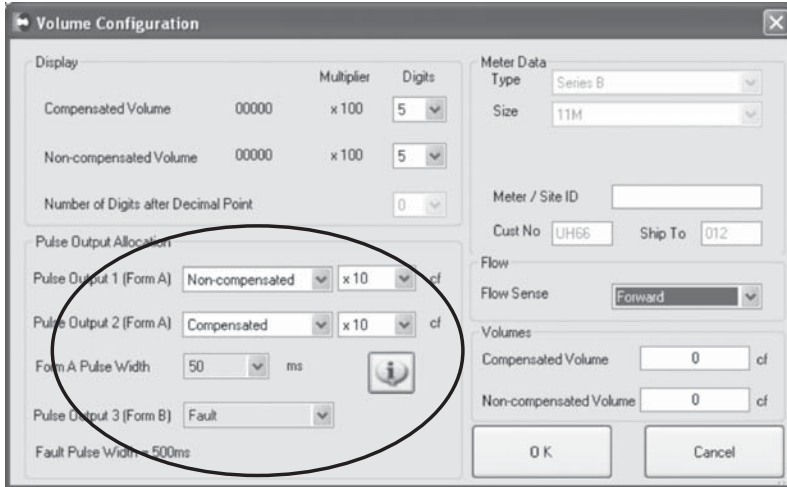 Volume Configuration
Display
Multiplier Digits
Compensated Volume 00000 x 100 5
Non-compensated Volume 00000 x 100 5
Number of Digits after Decimal Point 0
Pulse Output Allocation
Pulse Output 1 (Form A) Non-compensated x 10 cf
Pulse Output 2 (Form A) Compensated x 10 cf
Form A Pulse Width 50 ms
i
Pulse Output 3 (Form B) Fault
Fault Pulse Width = 500ms
Meter Data
Type Series B
Size 11M
Meter / Site ID
Cust No UH66 Ship To 012
Flow
Flow Sense Forward
Volumes
Compensated Volume 0 cf
Non-compensated Volume 0 cf
OK Cancel